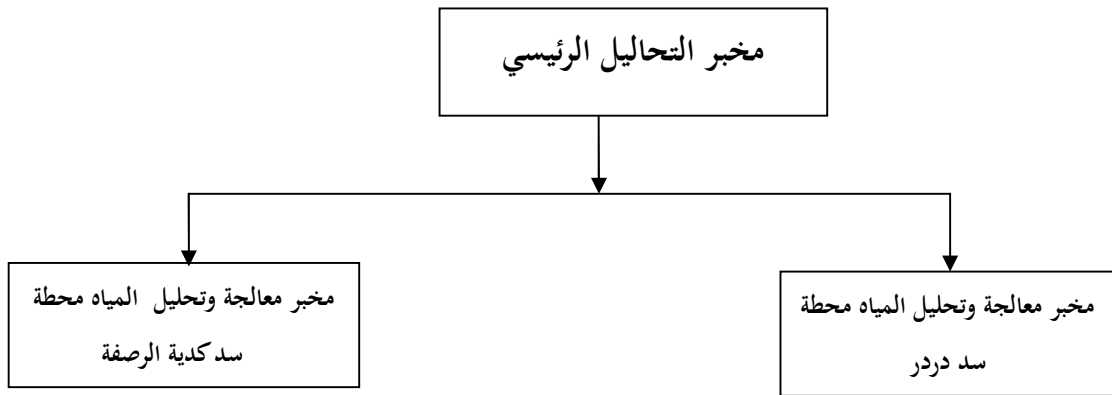 مخبر التحاليل الرئيسي
مخبر معالجة وتحليل المياه محطة
سد دردر
مخبر معالجة وتحليل المياه محطة
سد كدية الرصفة